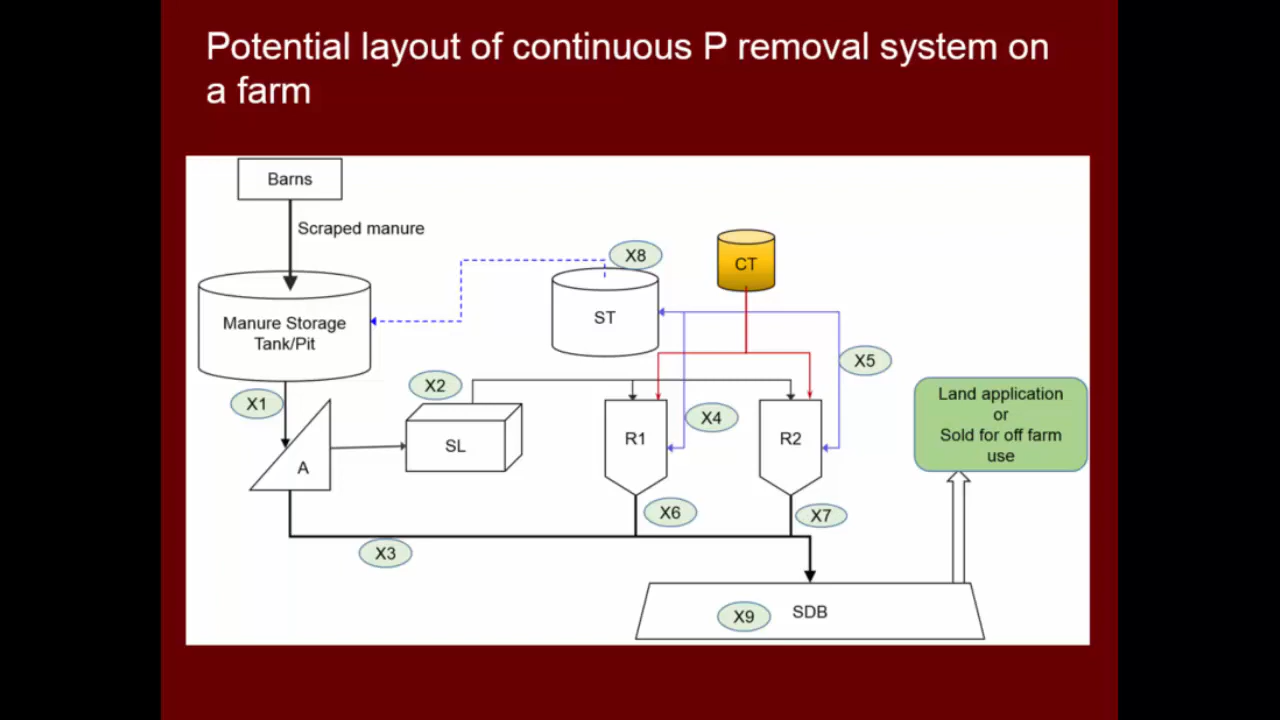 Potential layout of continuous P removal system on
a farm
Barns
Scraped manure
X8
CT
Manure Storage
Tank/Pit
ST
X5
X2
X1
Land application
or
Sold for off farm
use
X4
R1
R2
SL
A
X6
X7
X3
X9
SDB